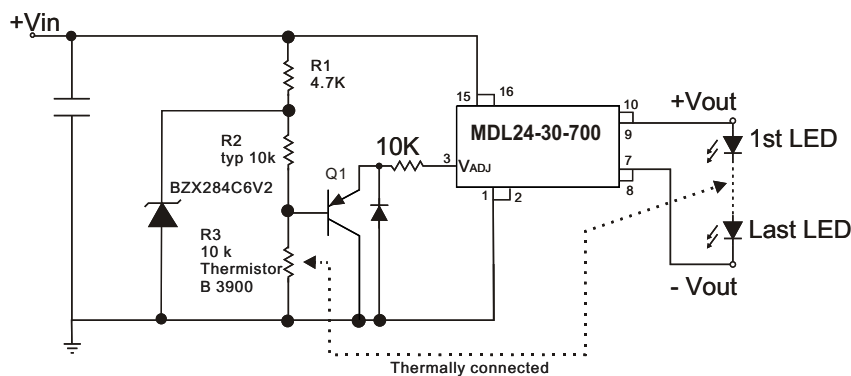 +Vin
R1
4.7K
15
16
MDL24-30-700
10
+Vout
9
1st LED
R2
typ 10k
10K
3
VADJ
7
8
Q1
1
2
BZX284C6V2
R3
10 k
Thermistor
B 3900
Last LED
- Vout
Thermally connected